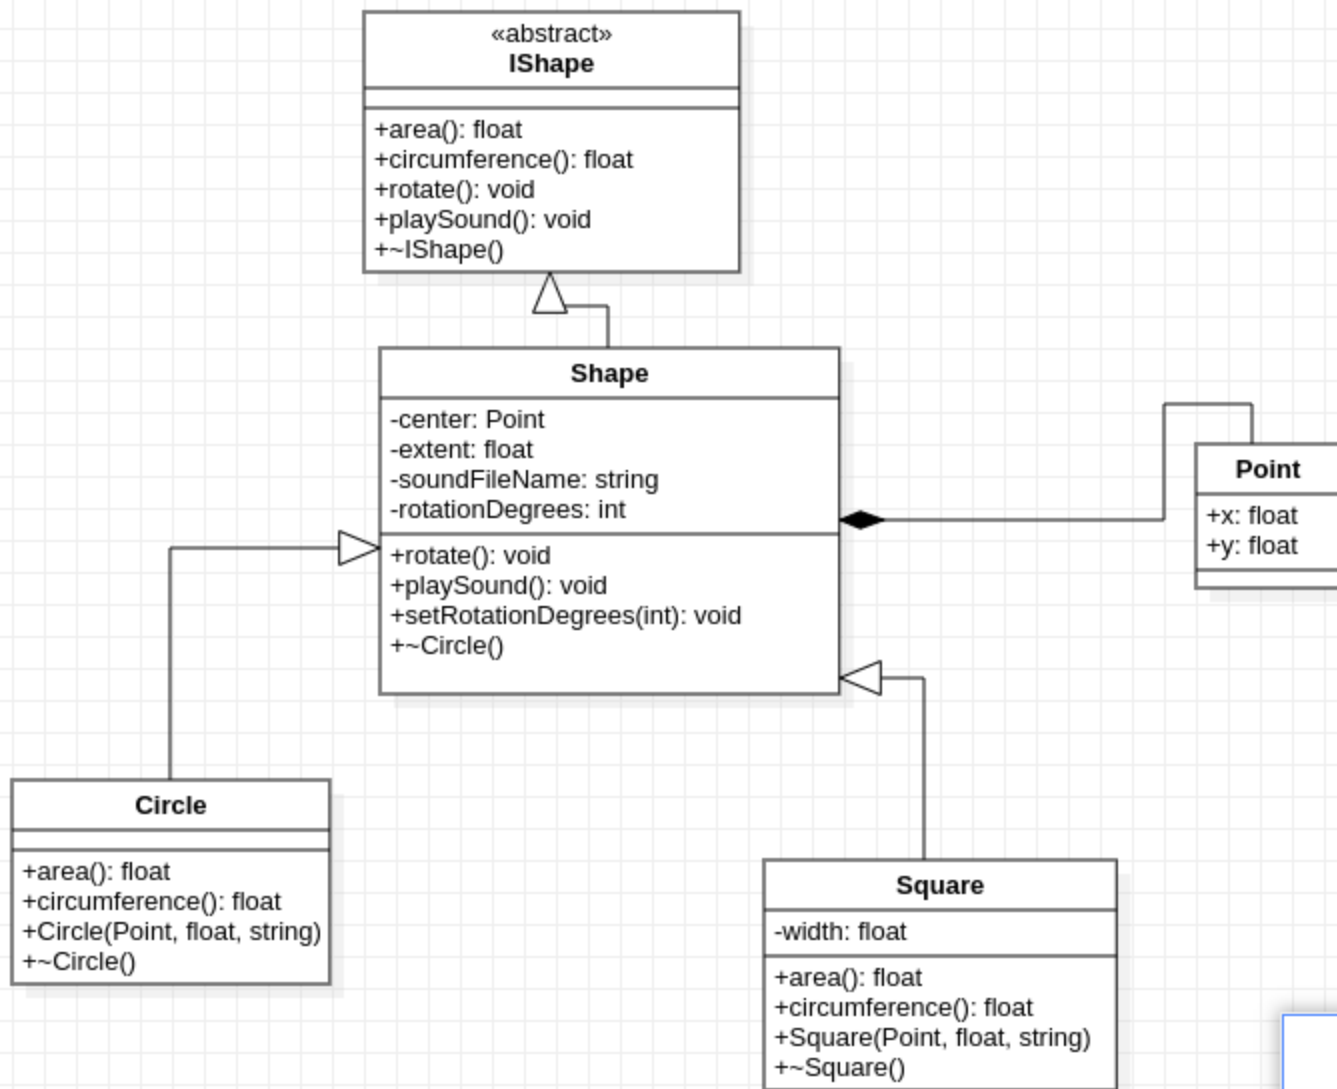 «abstract»
IShape
+area(): float
+circumference(): float
+rotate(): void
+playSound(): void
+~IShape()
Shape
-center: Point
-extent: float
-soundFileName: string
-rotationDegrees: int
+rotate(): void
+playSound(): void
+setRotationDegrees(int): void
+~Circle()
Point
+x: float
+y: float
Circle
+area(): float
+circumference(): float
+Circle(Point, float, string)
+~Circle()
Square
-width: float
+area(): float
+circumference(): float
+Square(Point, float, string)
+~Square()